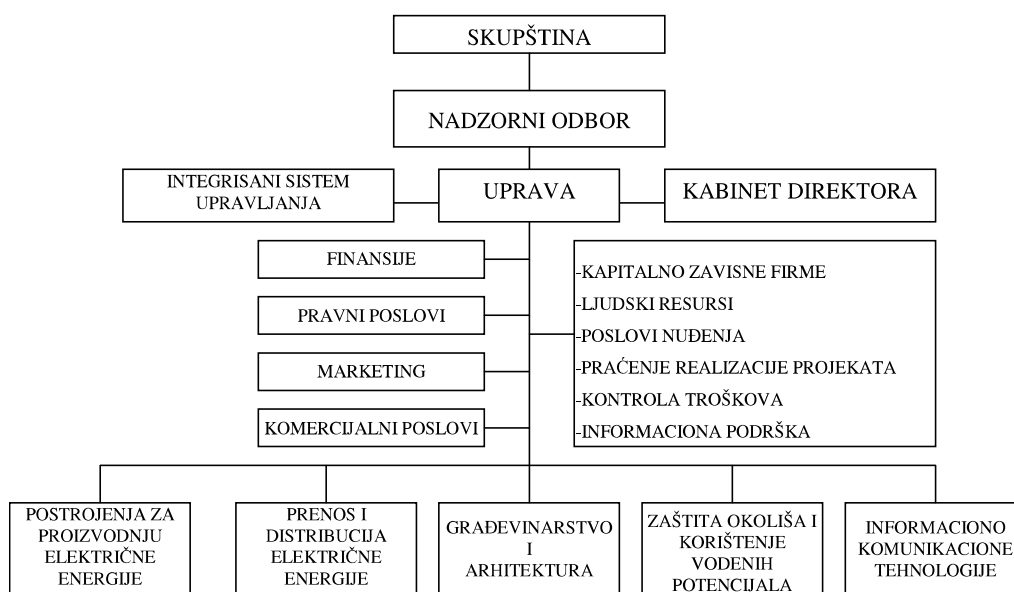 SKUPŠTINA
NADZORNI ODBOR
INTEGRISANI SISTEM
UPRAVLJANJA
UPRAVA
KABINET DIREKTORA
FINANSIJE
PRAVNI POSLOVI
MARKETING
KOMERCIJALNI POSLOVI
-KAPITALNO ZAVISNE FIRME
-LJUDSKI RESURSI
-POSLOVI NUĐENJA
-PRAĆENJE REALIZACIJE PROJEKATA
-KONTROLA TROŠKOVA
-INFORMACIONA PODRŠKA
POSTROJENJA ZA
PROIZVODNJU
ELEKTRIČNE
ENERGIJE
PRENOS I
DISTRIBUCIJA
ELEKTRIČNE
ENERGIJE
GRAĐEVINARSTVO
I
ARHITEKTURA
ZAŠTITA OKOLIŠA I
KORIŠTENJE
VODENIH
POTENCIJALA
INFORMACIONO
KOMUNIKACIONE
TEHNOLOGIJE